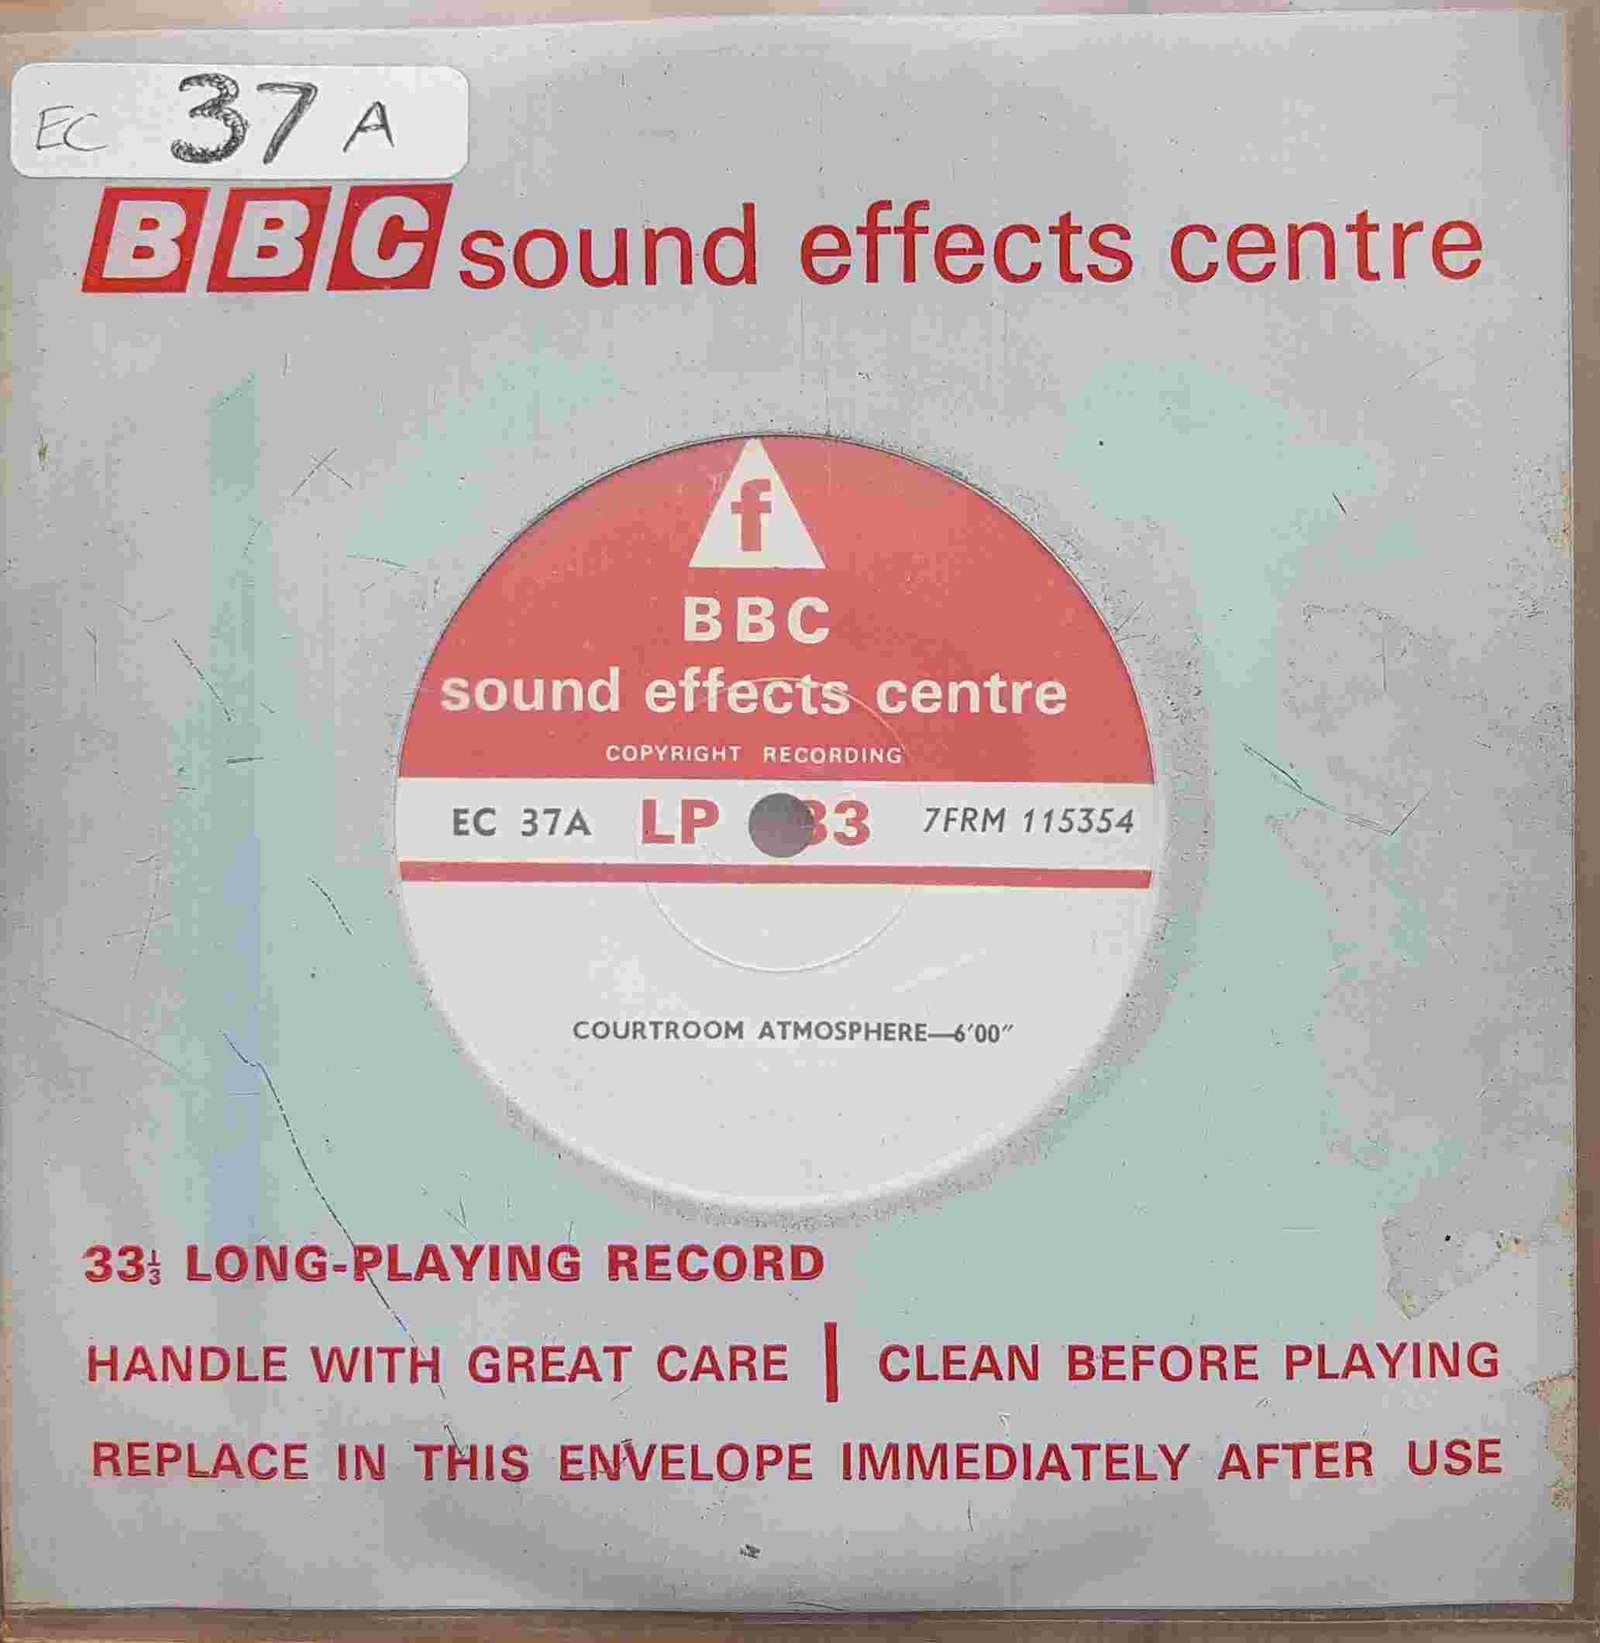 EC 37 A
BBC sound effects centre
f
BBC
sound effects centre
COPYRIGHT RECORDING
EC 37A LP 33 7FRM 115354
COURTROOM ATMOSPHERE—6'00"
33⅓ LONG-PLAYING RECORD
HANDLE WITH GREAT CARE | CLEAN BEFORE PLAYING
REPLACE IN THIS ENVELOPE IMMEDIATELY AFTER USE